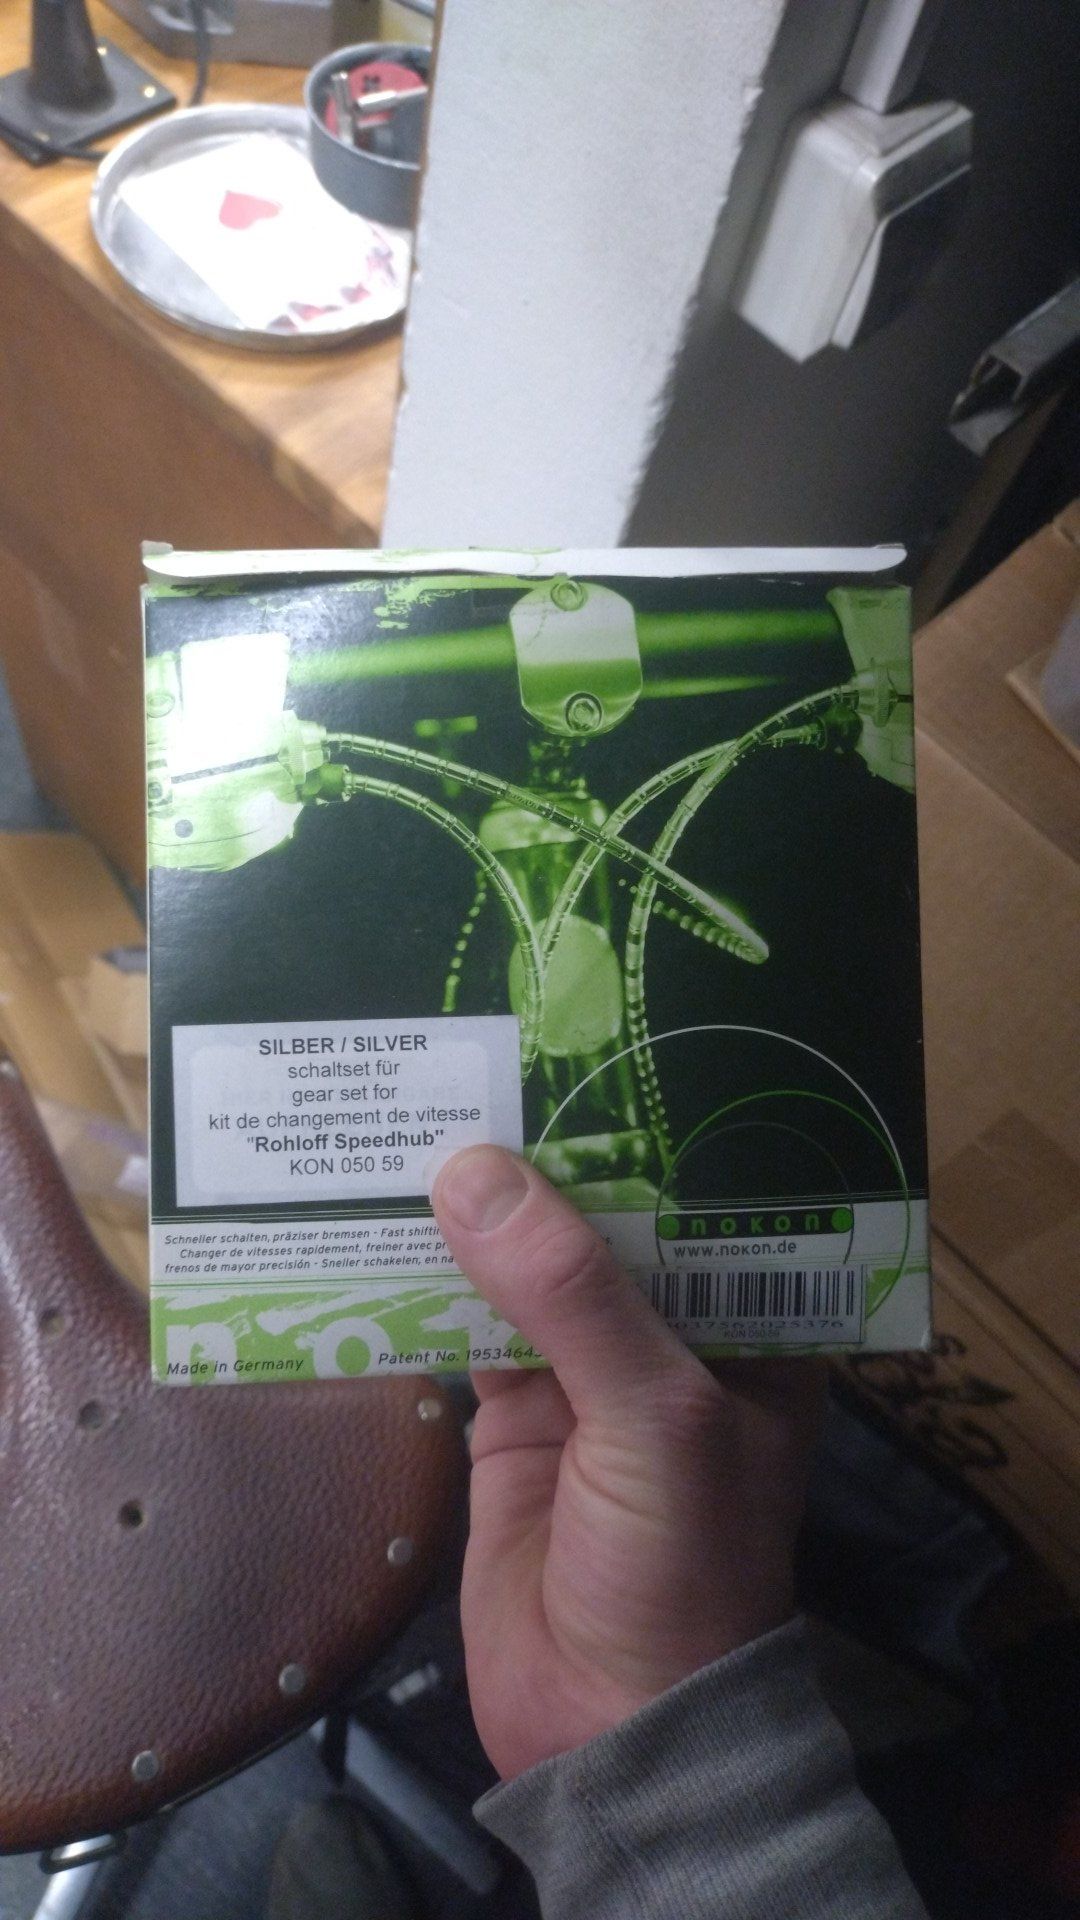 SILBER / SILVER
schaltset für
gear set for
kit de changement de vitesse
"Rohloff Speedhub"
KON 050 59
Schneller schalten, präziser bremsen - Fast
Changer de vitesses rapidement, freiner avec
frenos de mayor precisión - Sneller schakelen, en
nokon
www.nokon.de
KON 050 59
Made in Germany
Patent No.